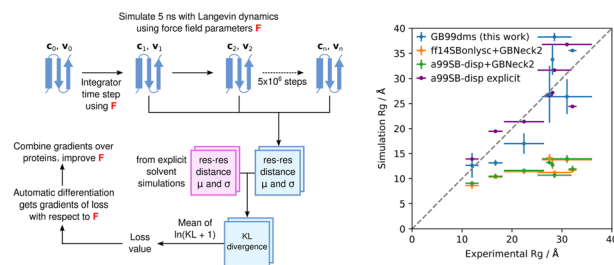 Simulate 5 ns with Langevin dynamics
using force field parameters F
c₀, v₀
c₁, v₁
c₂, v₂
cₙ, vₙ
Integrator
time step
using F
5x10⁶ steps
Combine gradients over
proteins, improve F
from explicit
solvent
simulations
res-res
distance
μ and σ
res-res
distance
μ and σ
Automatic differentiation
gets gradients of loss
with respect to F
Mean of
ln(KL + 1)
Loss
value
KL
divergence
Simulation Rg / Å
40
35
30
25
20
15
10
5
0
GB99dms (this work)
ff14SBonlysc+GBNeck2
a99SB-disp+GBNeck2
a99SB-disp explicit
0
10
20
30
40
Experimental Rg / Å